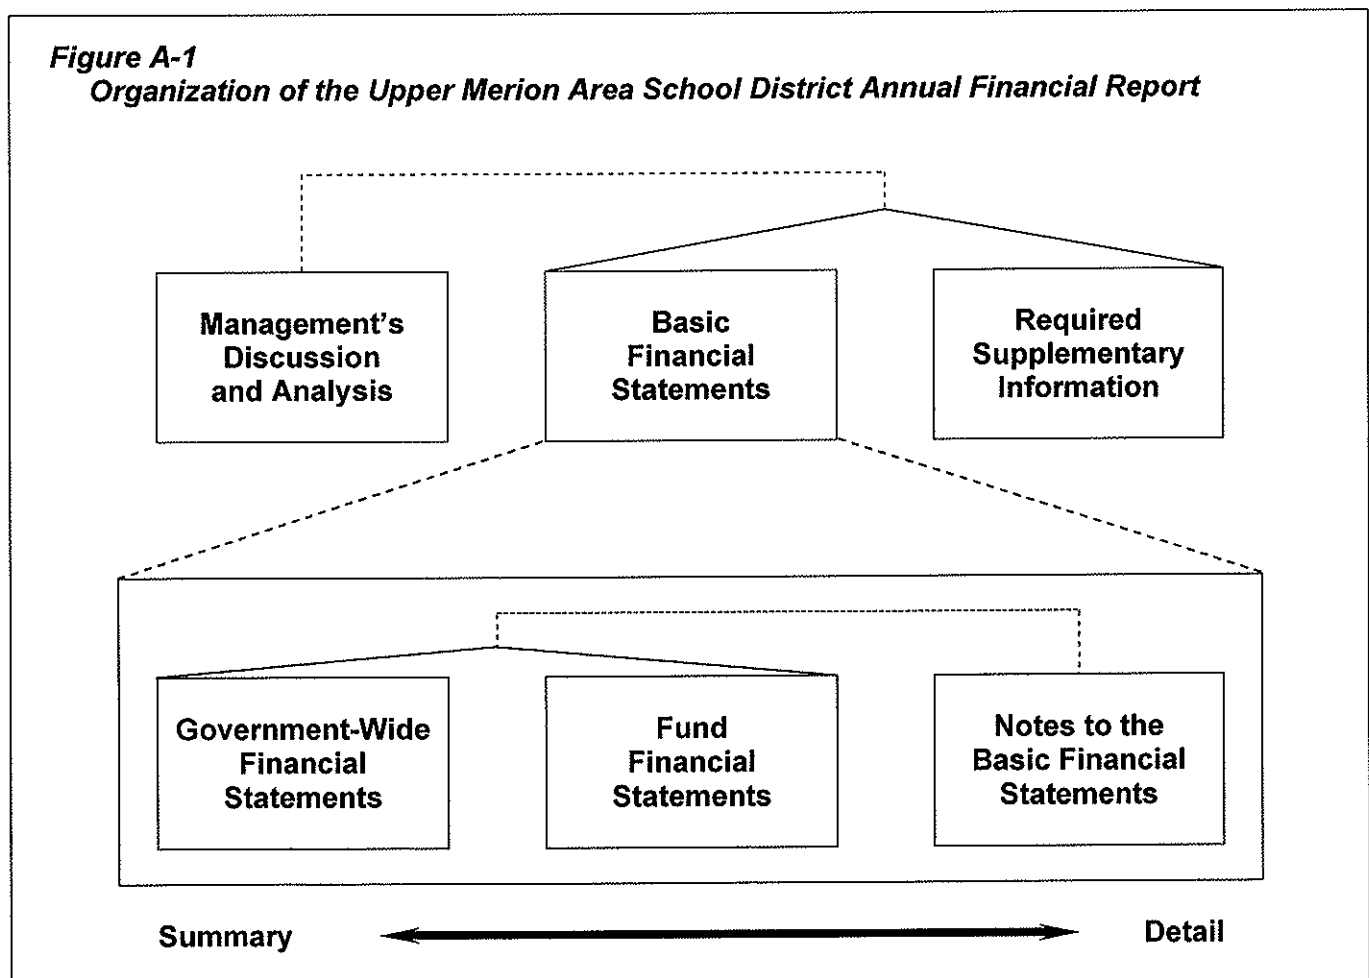 Figure A-1
Organization of the Upper Merion Area School District Annual Financial Report
Management's
Discussion
and Analysis
Basic
Financial
Statements
Required
Supplementary
Information
Government-Wide
Financial
Statements
Fund
Financial
Statements
Notes to the
Basic Financial
Statements
Summary
Detail